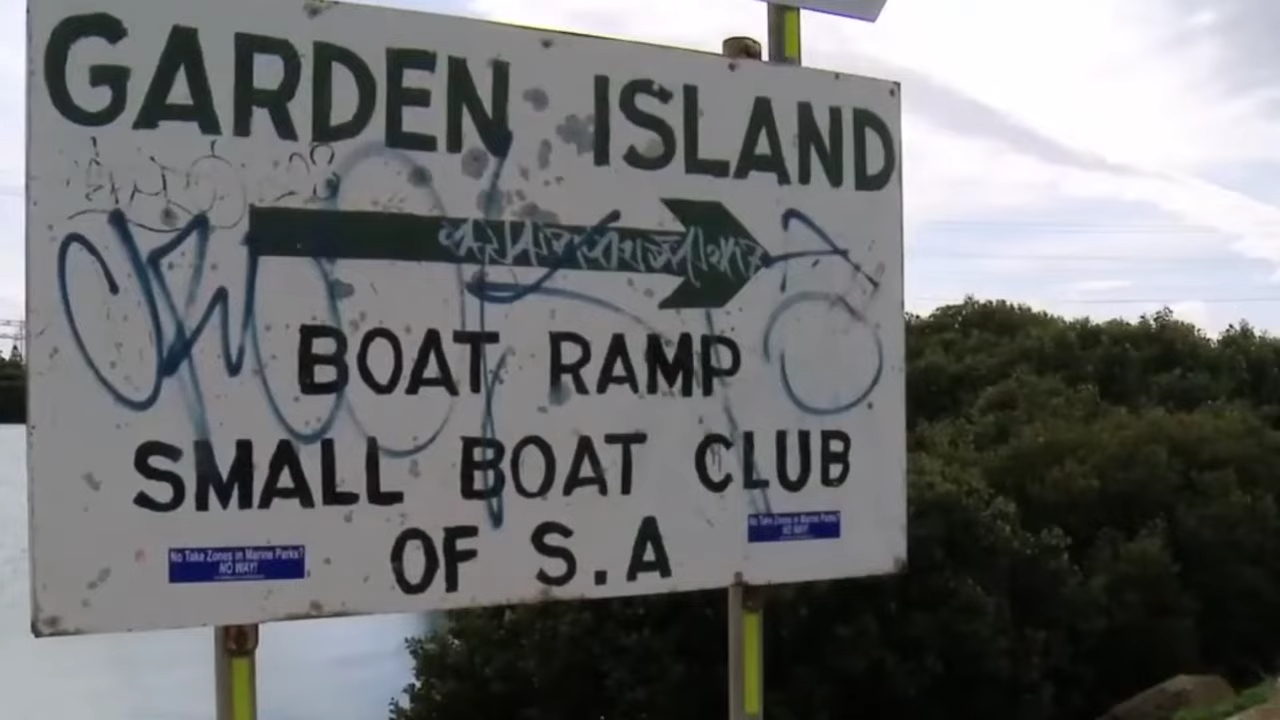 GARDEN ISLAND
BOAT RAMP
SMALL BOAT CLUB
OF S.A
No Take Zones in Marine Parks?
NO WAY!
No Take Zones in Marine Parks?
NO WAY!